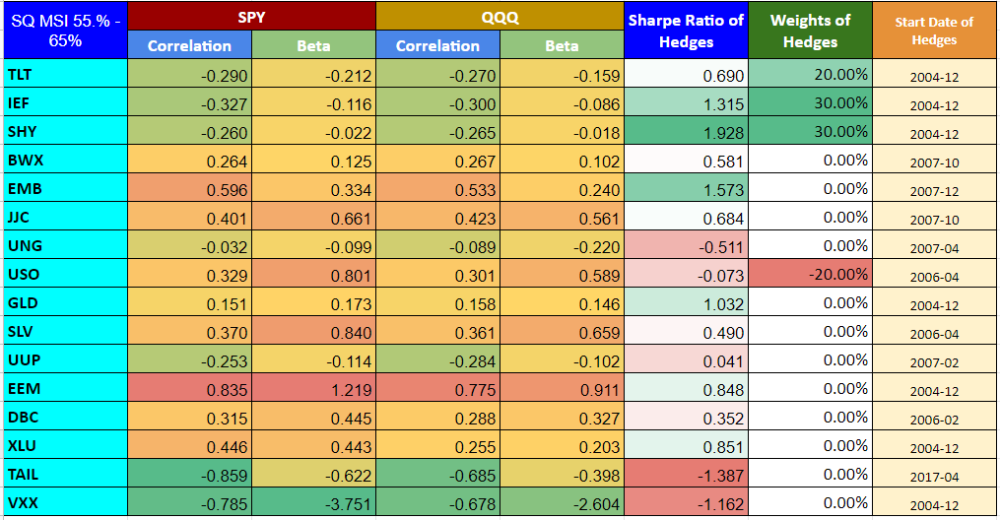 SQ MSI 55.% - 65% SPY QQQ Sharpe Ratio of Hedges Weights of Hedges Start Date of Hedges
Correlation Beta Correlation Beta
TLT -0.290 -0.212 -0.270 -0.159 0.690 20.00% 2004-12
IEF -0.327 -0.116 -0.300 -0.086 1.315 30.00% 2004-12
SHY -0.260 -0.022 -0.265 -0.018 1.928 30.00% 2004-12
BWX 0.264 0.125 0.267 0.102 0.581 0.00% 2007-10
EMB 0.596 0.334 0.533 0.240 1.573 0.00% 2007-12
JJC 0.401 0.661 0.423 0.561 0.684 0.00% 2007-10
UNG -0.032 -0.099 -0.089 -0.220 -0.511 0.00% 2007-04
USO 0.329 0.801 0.301 0.589 -0.073 -20.00% 2006-04
GLD 0.151 0.173 0.158 0.146 1.032 0.00% 2004-12
SLV 0.370 0.840 0.361 0.659 0.490 0.00% 2006-04
UUP -0.253 -0.114 -0.284 -0.102 0.041 0.00% 2007-02
EEM 0.835 1.219 0.775 0.911 0.848 0.00% 2004-12
DBC 0.315 0.445 0.288 0.327 0.352 0.00% 2006-02
XLU 0.446 0.443 0.255 0.203 0.851 0.00% 2004-12
TAIL -0.859 -0.622 -0.685 -0.398 -1.387 0.00% 2017-04
VXX -0.785 -3.751 -0.678 -2.604 -1.162 0.00% 2004-12